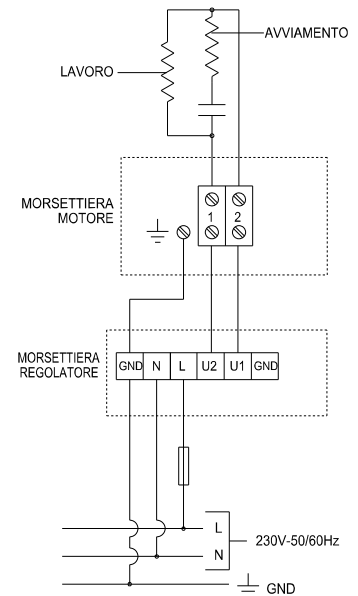 AVVIAMENTO
LAVORO
MORSETTIERA
MOTORE
1 2
MORSETTIERA
REGOLATORE
GND N L U2 U1 GND
L
N
230V-50/60Hz
GND